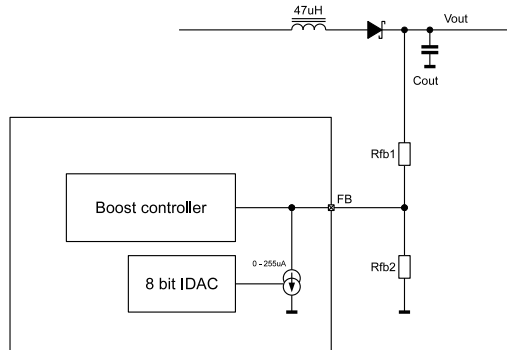 47uH
Vout
Cout
Rfb1
Boost controller
FB
0 - 255uA
8 bit IDAC
Rfb2